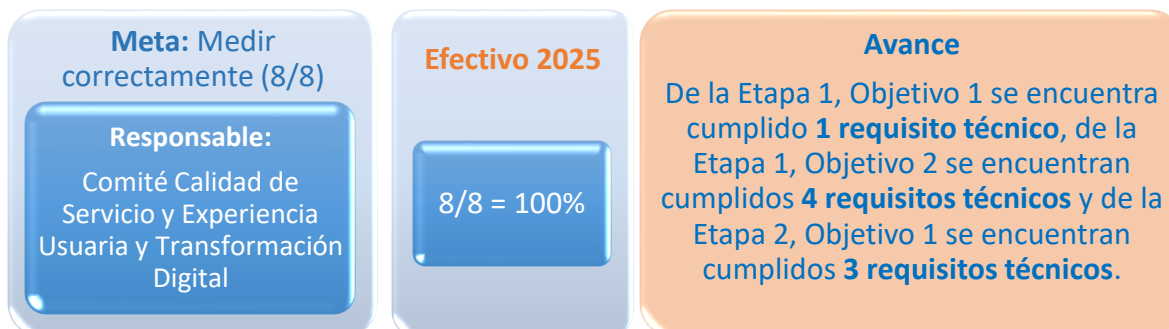 Meta: Medir
correctamente (8/8)
Responsable:
Comité Calidad de
Servicio y Experiencia
Usuaria y Transformación
Digital
Efectivo 2025
8/8 = 100%
Avance
De la Etapa 1, Objetivo 1 se encuentra
cumplido 1 requisito técnico, de la
Etapa 1, Objetivo 2 se encuentran
cumplidos 4 requisitos técnicos y de la
Etapa 2, Objetivo 1 se encuentran
cumplidos 3 requisitos técnicos.